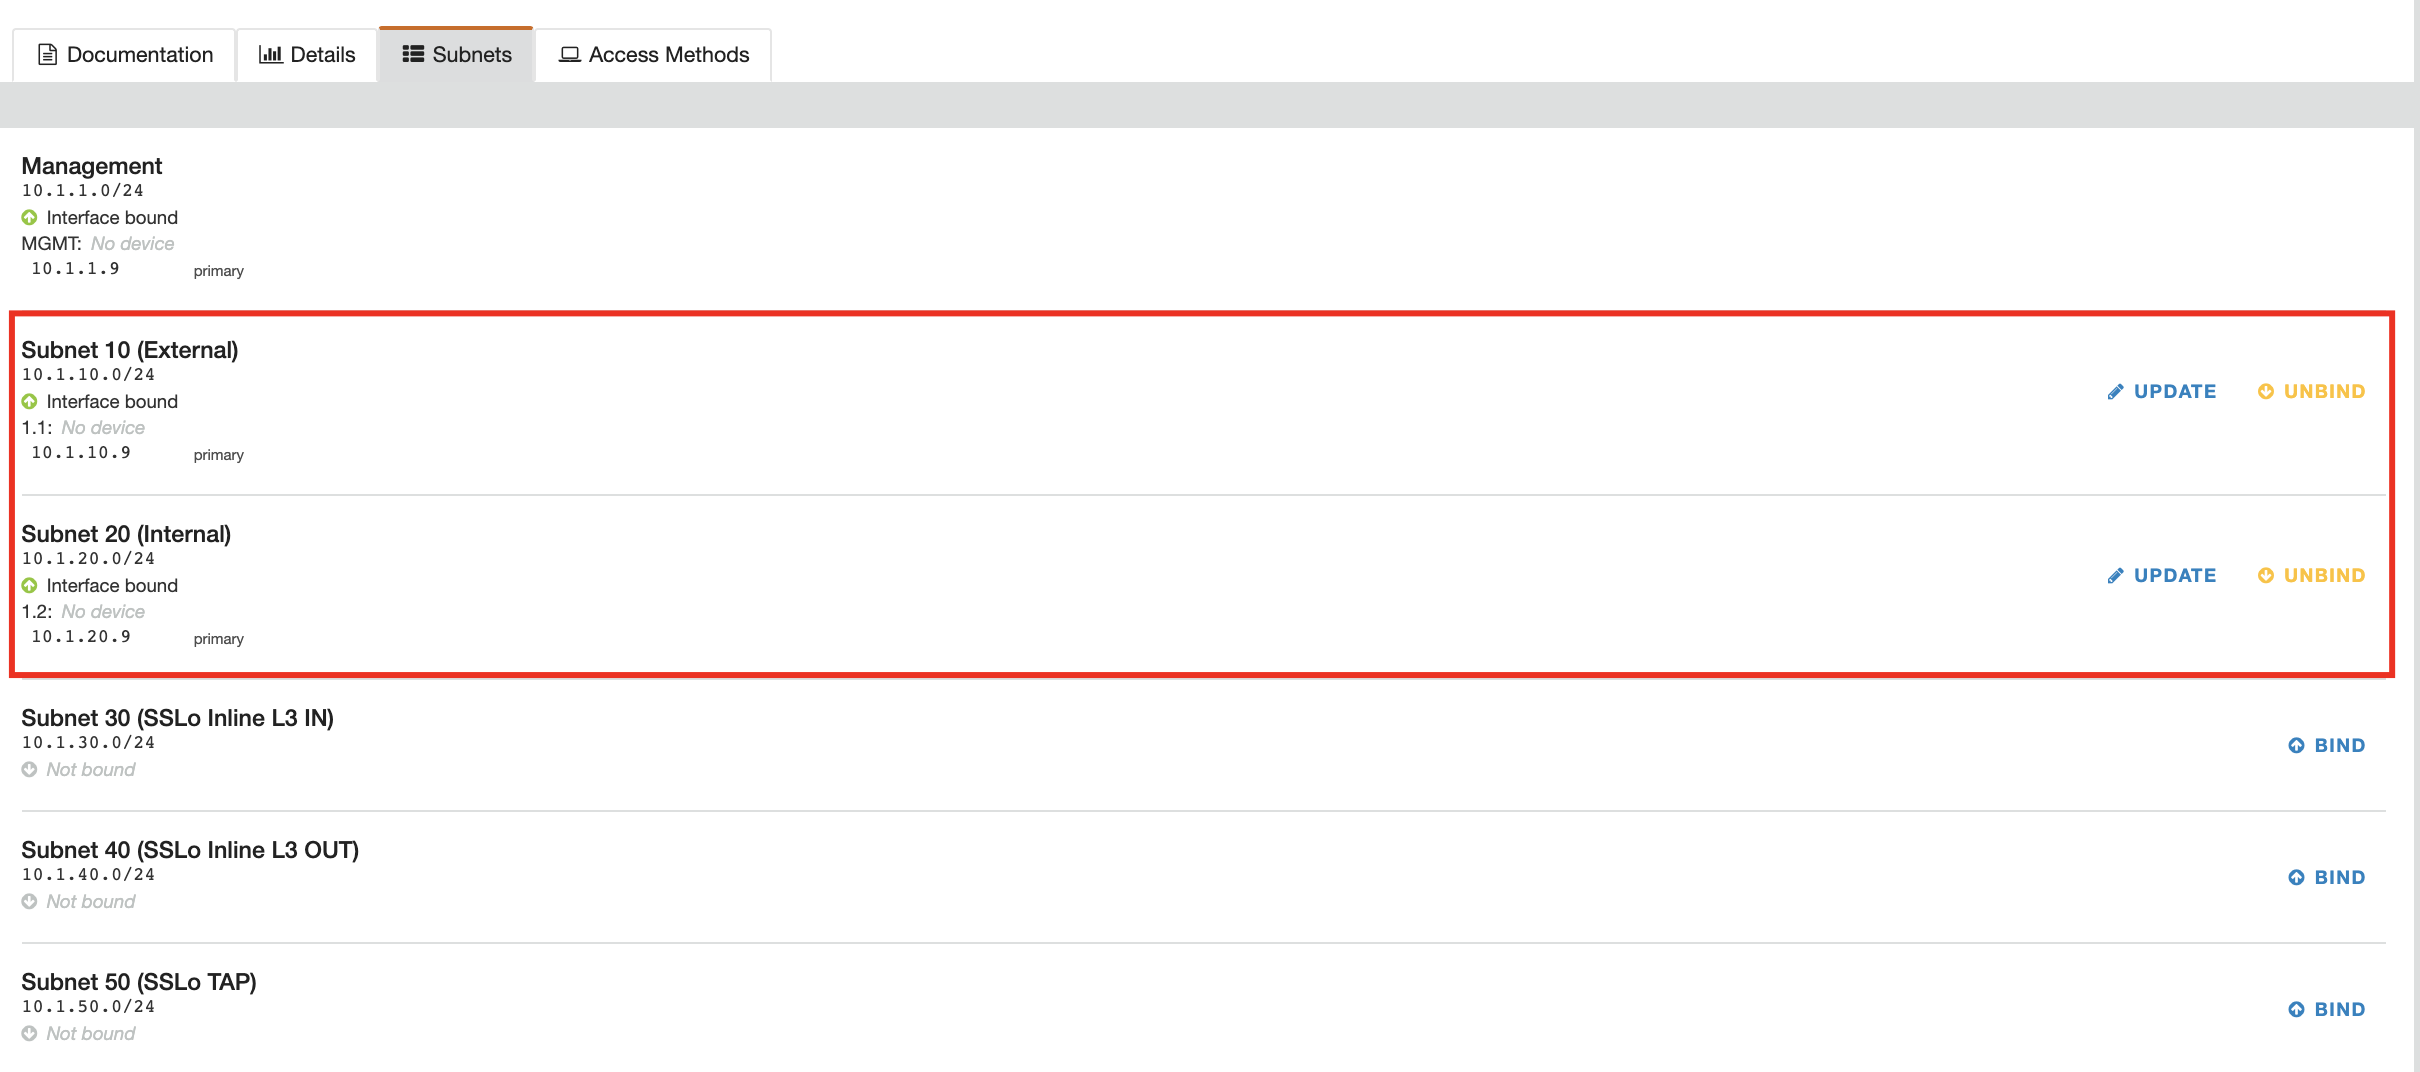 Documentation Details Subnets Access Methods
Management
10.1.1.0/24
Interface bound
MGMT: No device
10.1.1.9 primary
Subnet 10 (External)
10.1.10.0/24
UPDATE UNBIND
Interface bound
1.1: No device
10.1.10.9 primary
Subnet 20 (Internal)
10.1.20.0/24
UPDATE UNBIND
Interface bound
1.2: No device
10.1.20.9 primary
Subnet 30 (SSLo Inline L3 IN)
10.1.30.0/24
BIND
Not bound
Subnet 40 (SSLo Inline L3 OUT)
10.1.40.0/24
BIND
Not bound
Subnet 50 (SSLo TAP)
10.1.50.0/24
BIND
Not bound